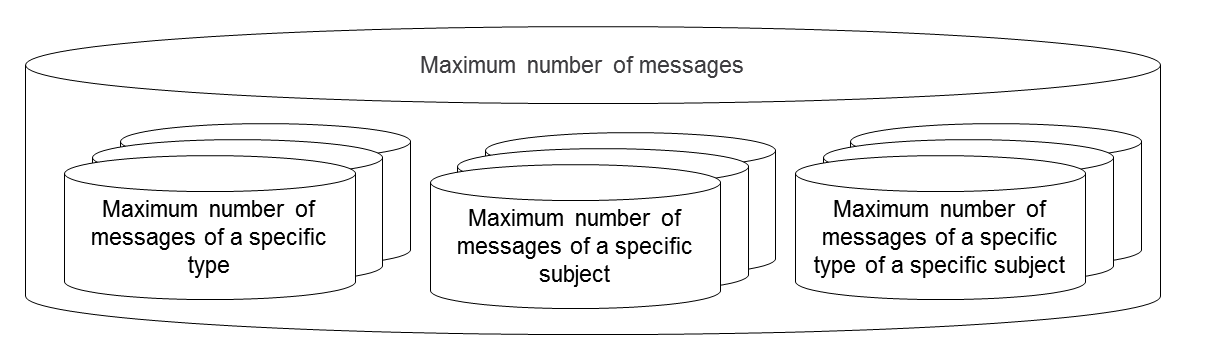 Maximum number of messages
Maximum number of
messages of a specific
type
Maximum number of
messages of a specific
subject
Maximum number of
messages of a specific
type of a specific subject